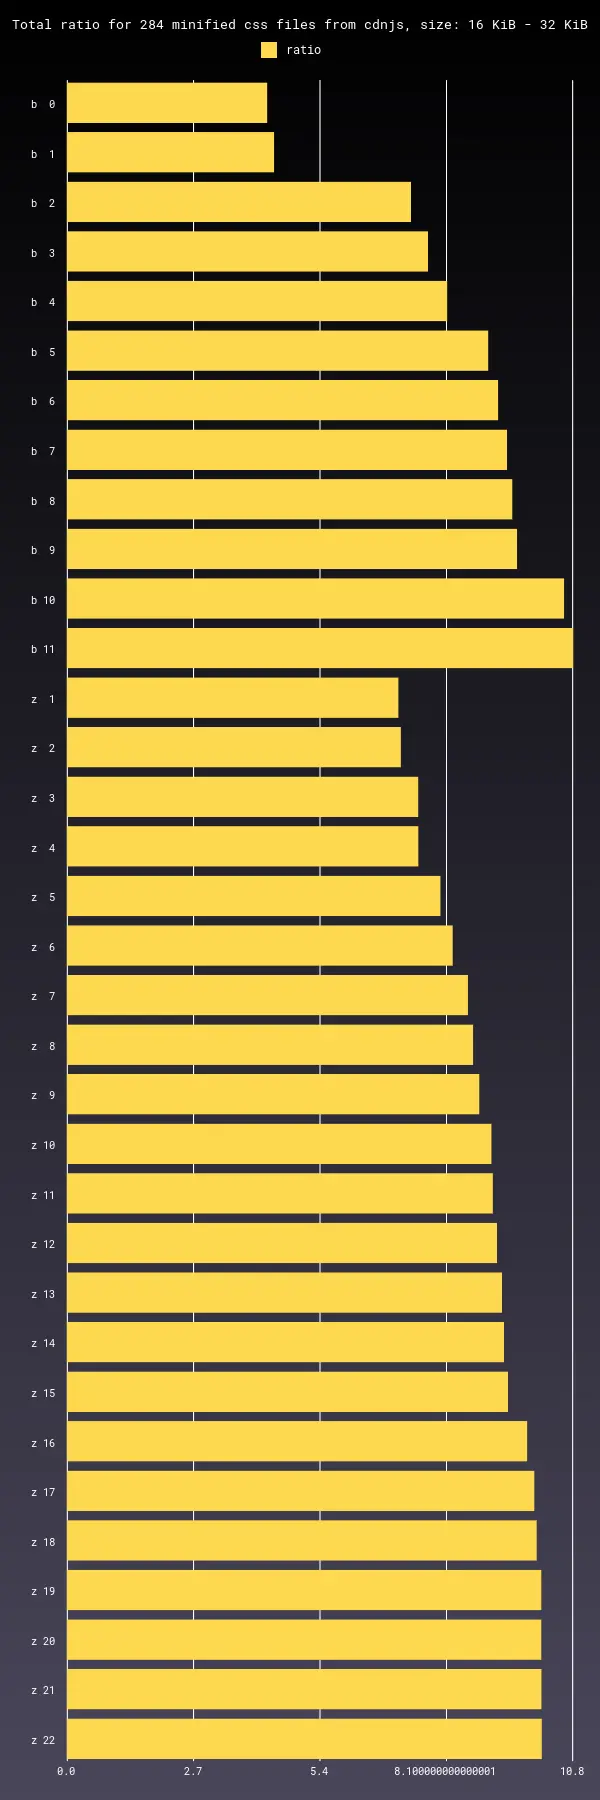 Total ratio for 284 minified css files from cdnjs, size: 16 KiB - 32 KiB
ratio
b 0
b 1
b 2
b 3
b 4
b 5
b 6
b 7
b 8
b 9
b 10
b 11
z 1
z 2
z 3
z 4
z 5
z 6
z 7
z 8
z 9
z 10
z 11
z 12
z 13
z 14
z 15
z 16
z 17
z 18
z 19
z 20
z 21
z 22
0.0 2.7 5.4 8.100000000000001 10.8